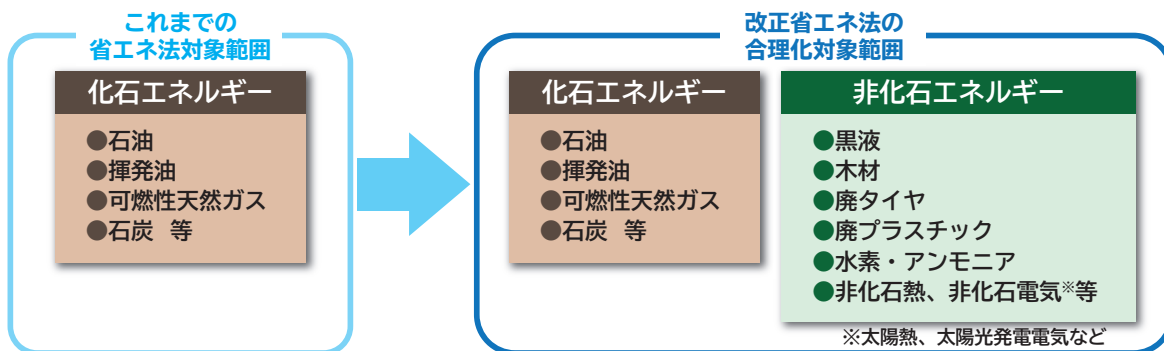 これまでの
省エネ法対象範囲
化石エネルギー
●石油
●揮発油
●可燃性天然ガス
●石炭 等
改正省エネ法の
合理化対象範囲
化石エネルギー
●石油
●揮発油
●可燃性天然ガス
●石炭 等
非化石エネルギー
●黒液
●木材
●廃タイヤ
●廃プラスチック
●水素・アンモニア
●非化石熱、非化石電気※等
※太陽熱、太陽光発電電気など